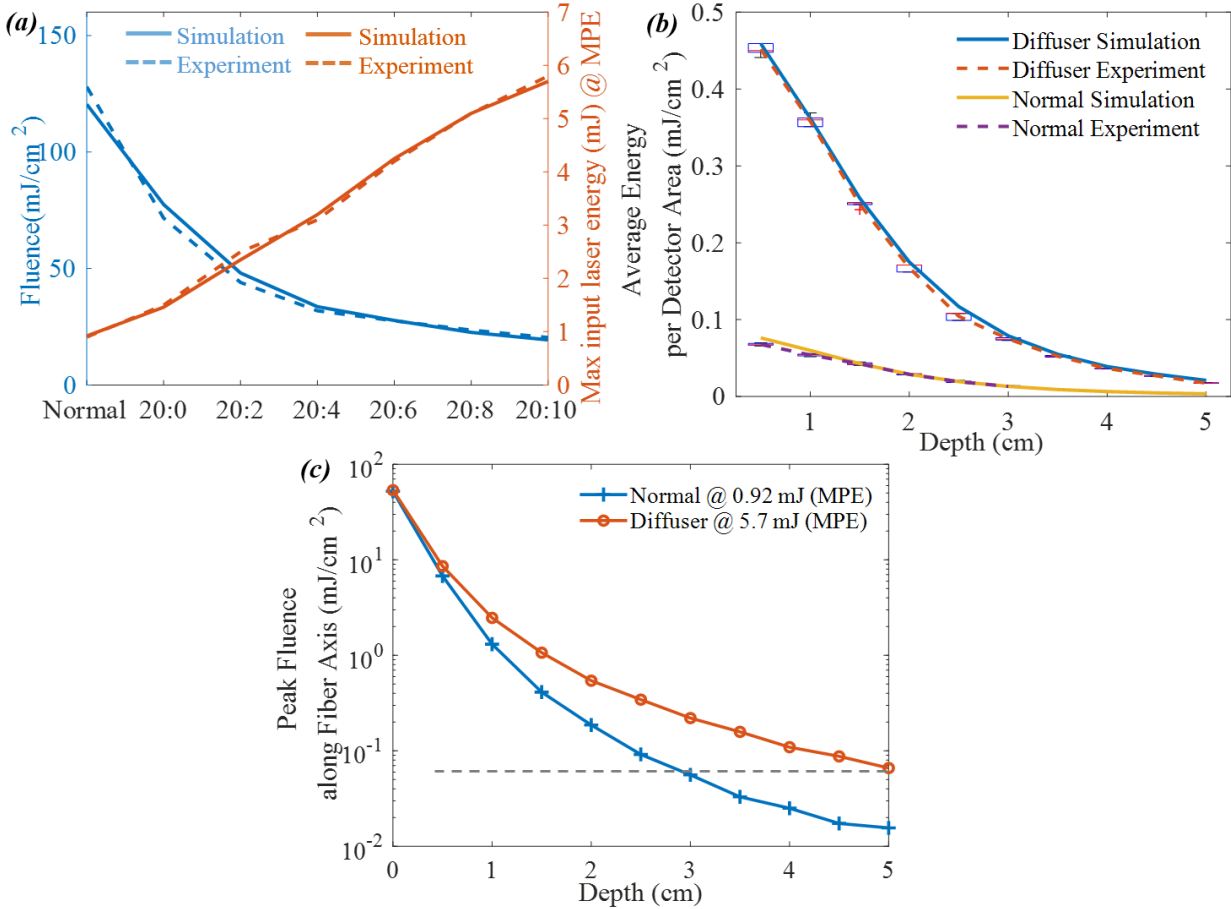 (a)
Fluence(mJ/cm 2)
150
100
50
0
Simulation
Experiment
Simulation
Experiment
7
6
5
4
3
2
1
0
Max input laser energy (mJ) @ MPE
Normal 20:0 20:2 20:4 20:6 20:8 20:10
(b)
Average Energy
per Detector Area (mJ/cm 2)
0.5
0.4
0.3
0.2
0.1
0
Diffuser Simulation
Diffuser Experiment
Normal Simulation
Normal Experiment
1 2 3 4 5
Depth (cm)
(c)
Peak Fluence
along Fiber Axis (mJ/cm 2)
10 2
10 1
10 0
10 -1
10 -2
Normal @ 0.92 mJ (MPE)
Diffuser @ 5.7 mJ (MPE)
0 1 2 3 4 5
Depth (cm)